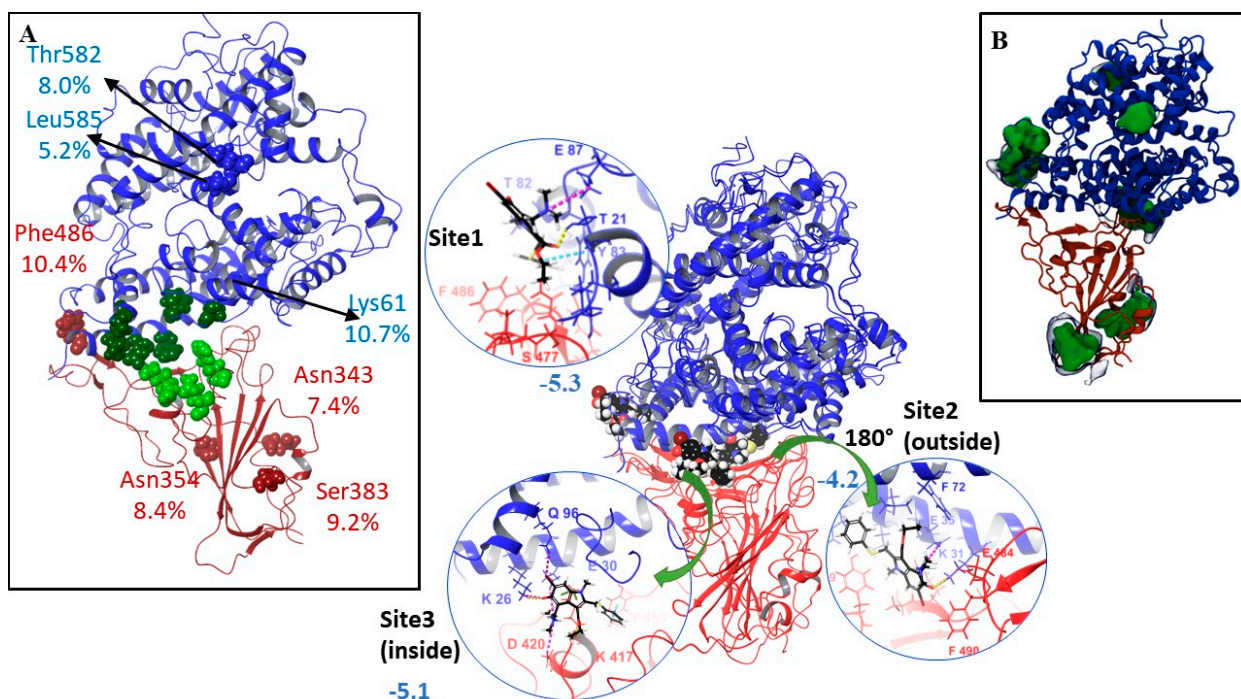 A
Thr582
8.0%
Leu585
5.2%
Phe486
10.4%
Lys61
10.7%
Asn343
7.4%
Asn354
8.4%
Ser383
9.2%
Site1
E 87
T 82
T 21
Y 83
F 486
S 477
-5.3
B
Site2
(outside)
180°
-4.2
F 72
E 35
K 31
E 484
9
F 490
Site3
(inside)
-5.1
Q 96
E 30
K 26
Y 453
D 420
K 417